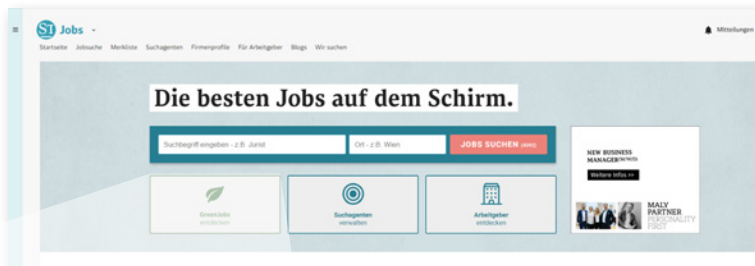 ≡ ST Jobs
Mitteilungen
Startseite Jobsuche Merkliste Suchagenten Firmenprofile Für Arbeitgeber Blogs Wir suchen
Die besten Jobs auf dem Schirm.
Suchbegriff eingeben - z.B. Jurist Ort - z.B. Wien JOBS SUCHEN
NEW BUSINESS
MANAGER
Weitere Infos >>
GreenJobs
entdecken
Suchagenten
verwalten
Arbeitgeber
entdecken
MALY
PARTNER
PERSONALITY
FIRST